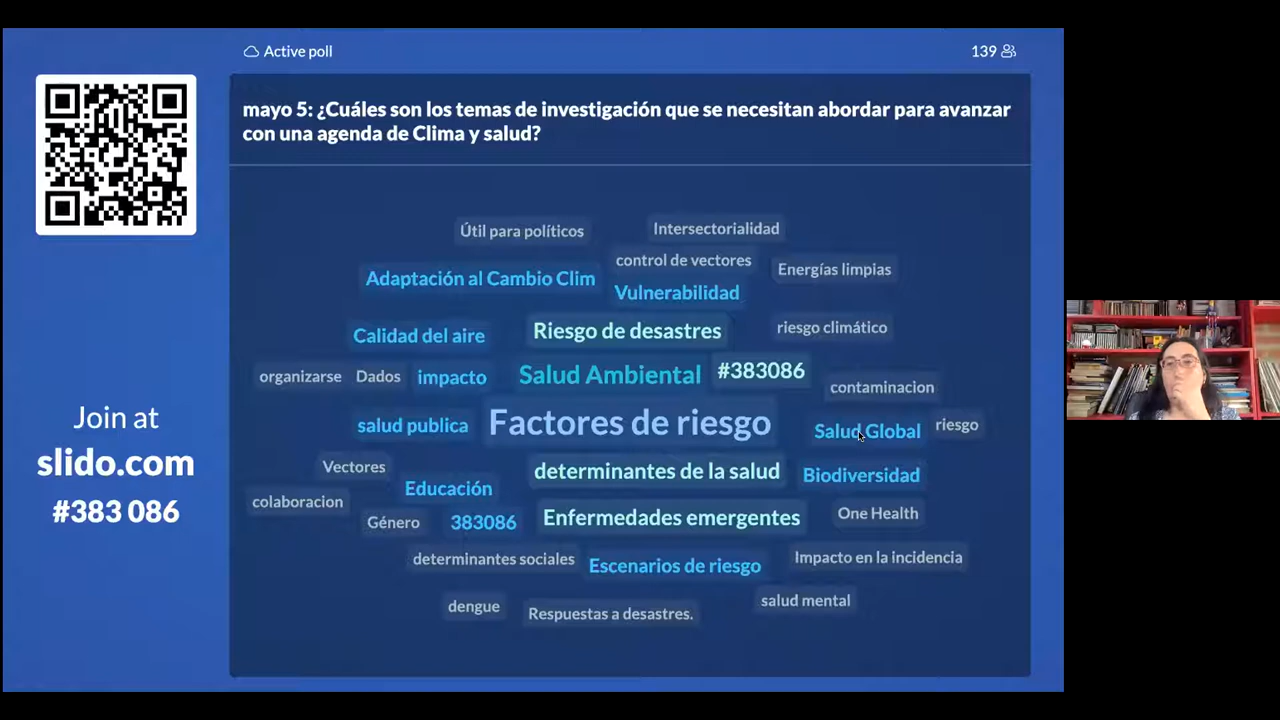 Active poll
139
mayo 5: ¿Cuáles son los temas de investigación que se necesitan abordar para avanzar
con una agenda de Clima y salud?
Útil para políticos
Intersectorialidad
control de vectores
Energías limpias
Adaptación al Cambio Clim
Vulnerabilidad
Calidad del aire
Riesgo de desastres
riesgo climático
organizarse
Dados
impacto
Salud Ambiental
#383086
contaminacion
salud publica
Factores de riesgo
Salud Global
riesgo
Vectores
determinantes de la salud
Biodiversidad
colaboracion
Educación
Género
383086
Enfermedades emergentes
One Health
determinantes sociales
Escenarios de riesgo
Impacto en la incidencia
dengue
Respuestas a desastres.
salud mental
Join at
slido.com
#383 086